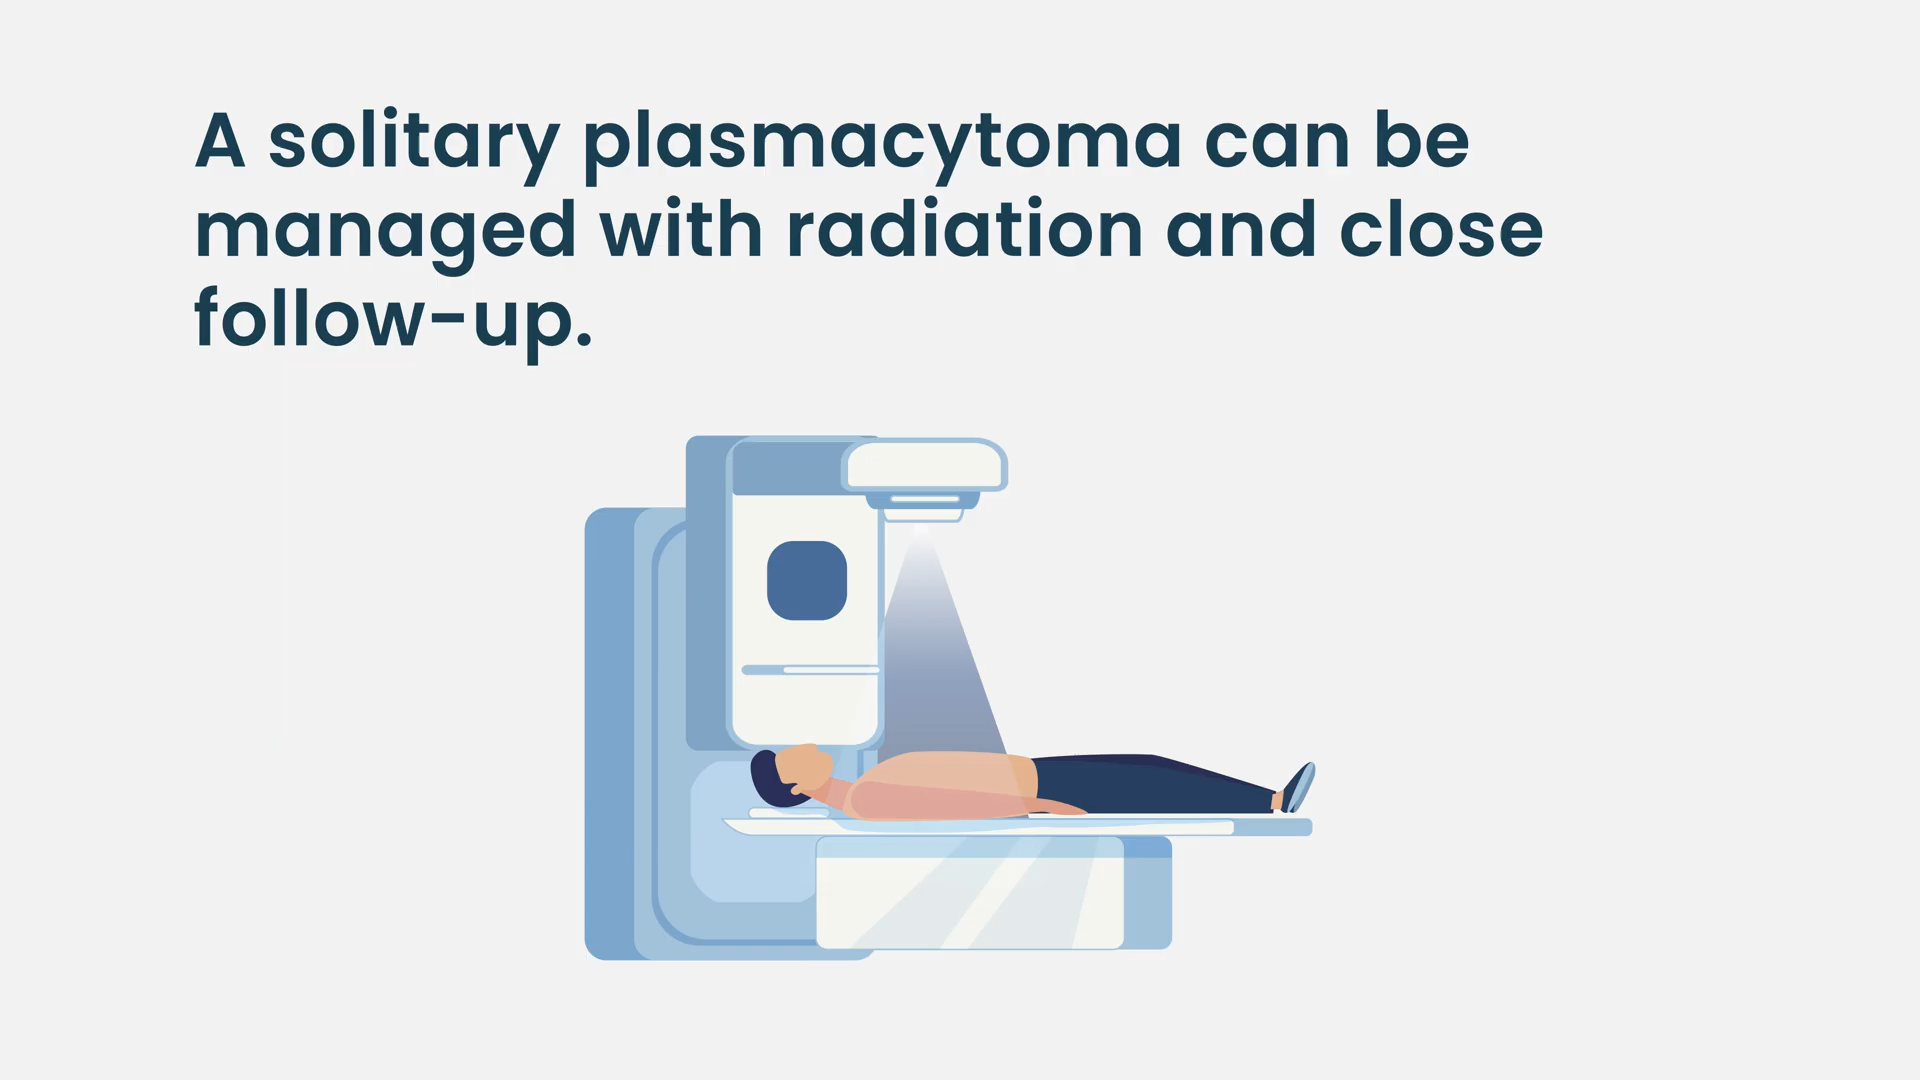 A solitary plasmacytoma can be
managed with radiation and close
follow-up.